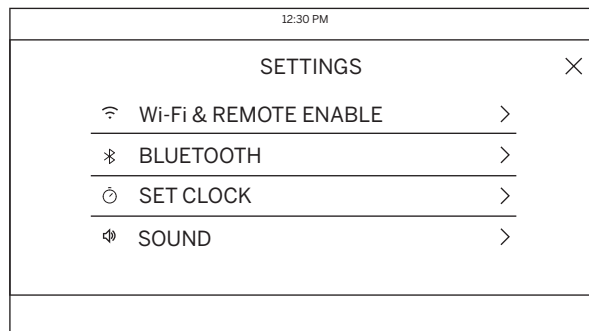 12:30 PM
SETTINGS
Wi-Fi & REMOTE ENABLE
BLUETOOTH
SET CLOCK
SOUND